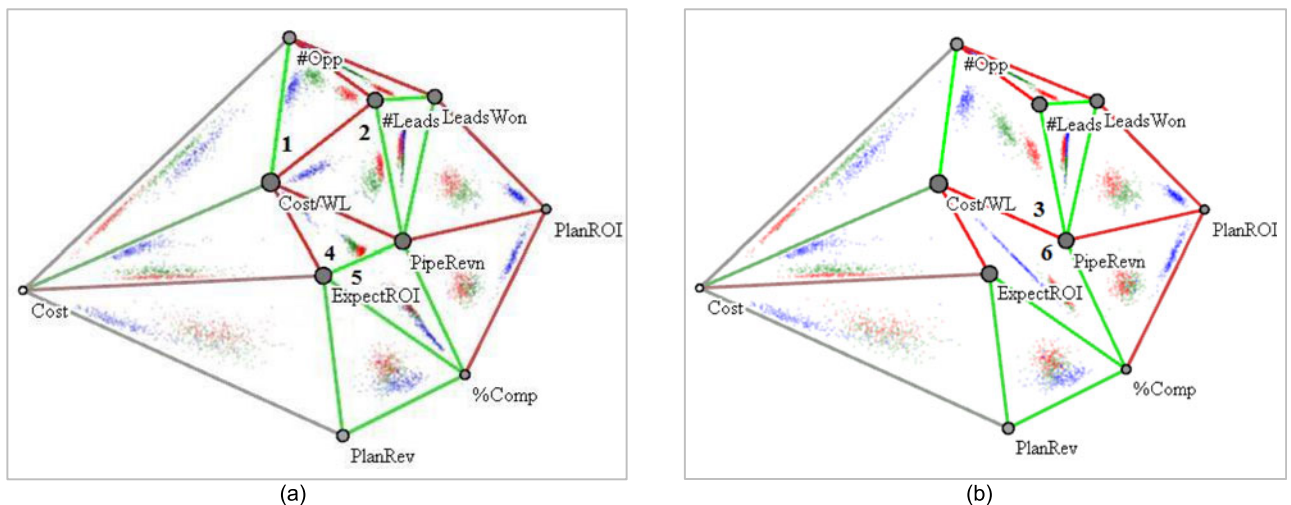 #Opp
LeadsWon
#Leads
2
1
Cost/WL
PlanROI
4
5
PipeRevn
ExpectROI
Cost
%Comp
PlanRev
(a)
#Opp
LeadsWon
#Leads
Cost/WL
3
PlanROI
6
PipeRevn
ExpectROI
Cost
%Comp
PlanRev
(b)